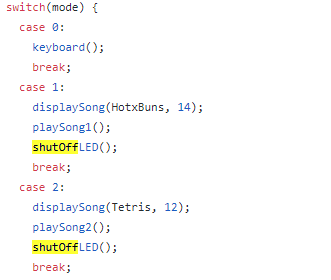 switch(mode) {
case 0:
keyboard();
break;
case 1:
displaySong(HotxBuns, 14);
playSong1();
shutOffLED();
break;
case 2:
displaySong(Tetris, 12);
playSong2();
shutOffLED();
break;